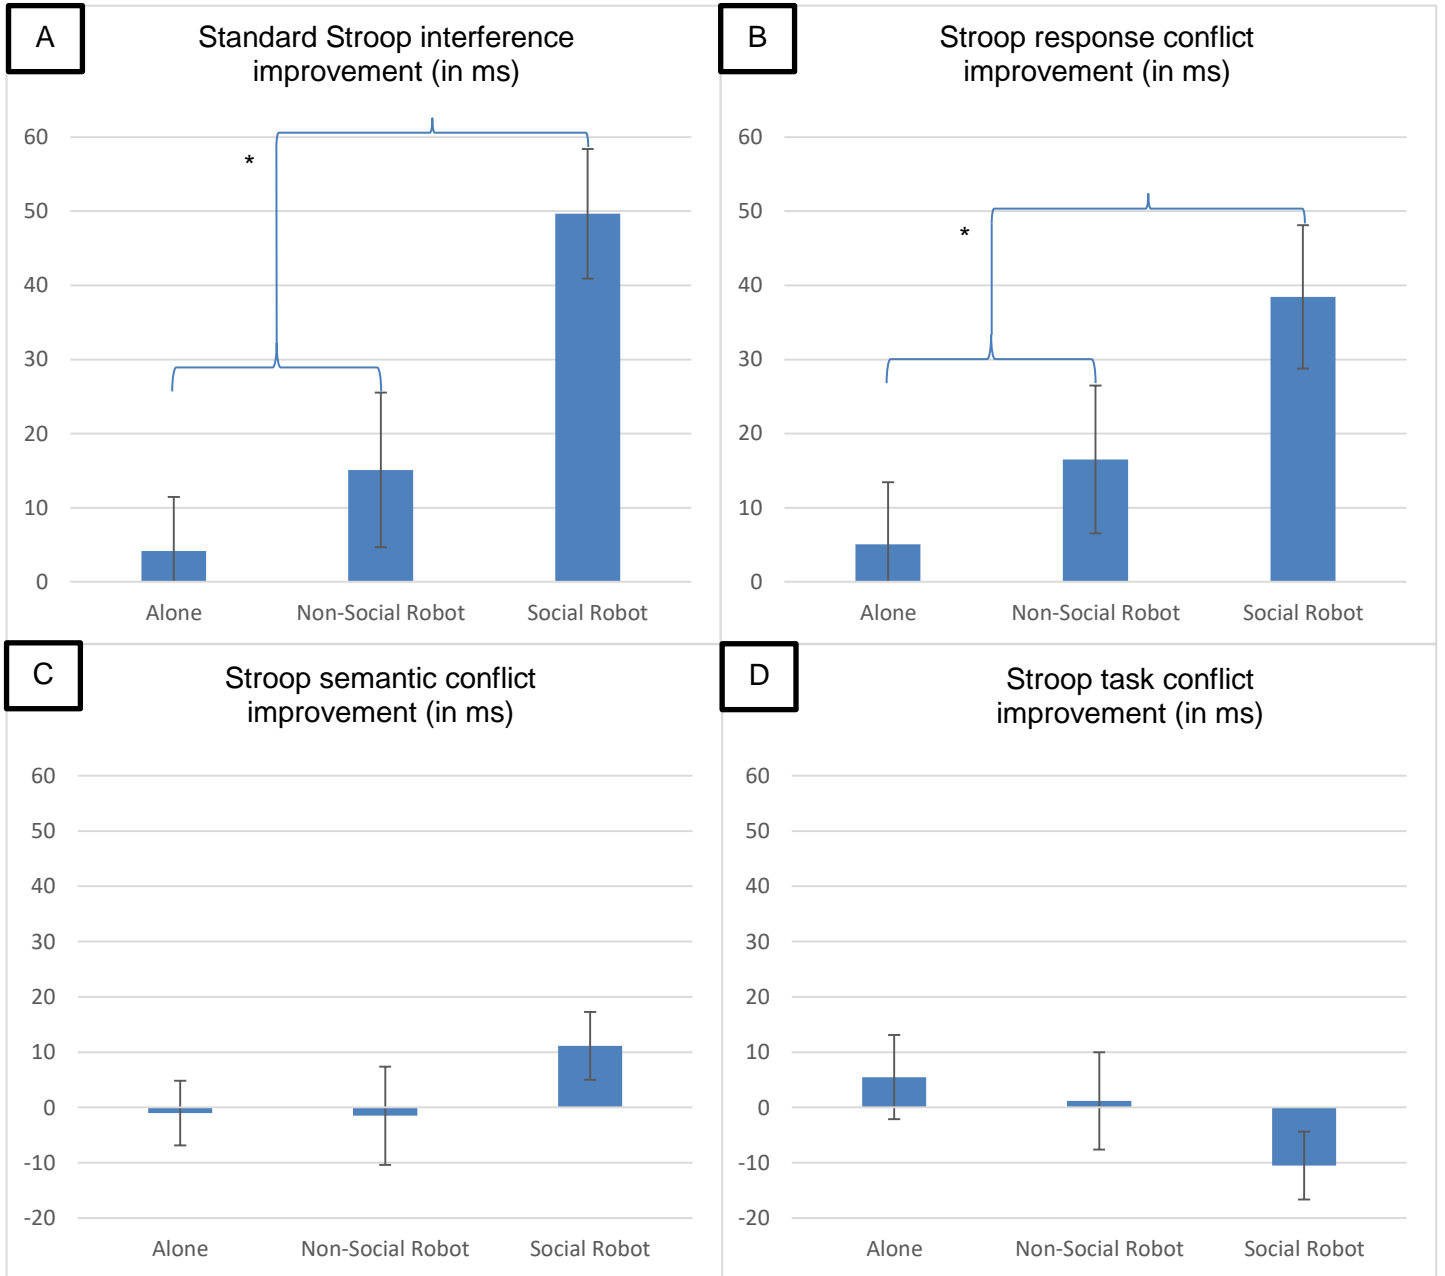 A
Standard Stroop interference
improvement (in ms)
60
*
50
40
30
20
10
0
Alone
Non-Social Robot
Social Robot
B
Stroop response conflict
improvement (in ms)
60
50
*
40
30
20
10
0
Alone
Non-Social Robot
Social Robot
C
Stroop semantic conflict
improvement (in ms)
60
50
40
30
20
10
0
-10
-20
Alone
Non-Social Robot
Social Robot
D
Stroop task conflict
improvement (in ms)
60
50
40
30
20
10
0
-10
-20
Alone
Non-Social Robot
Social Robot